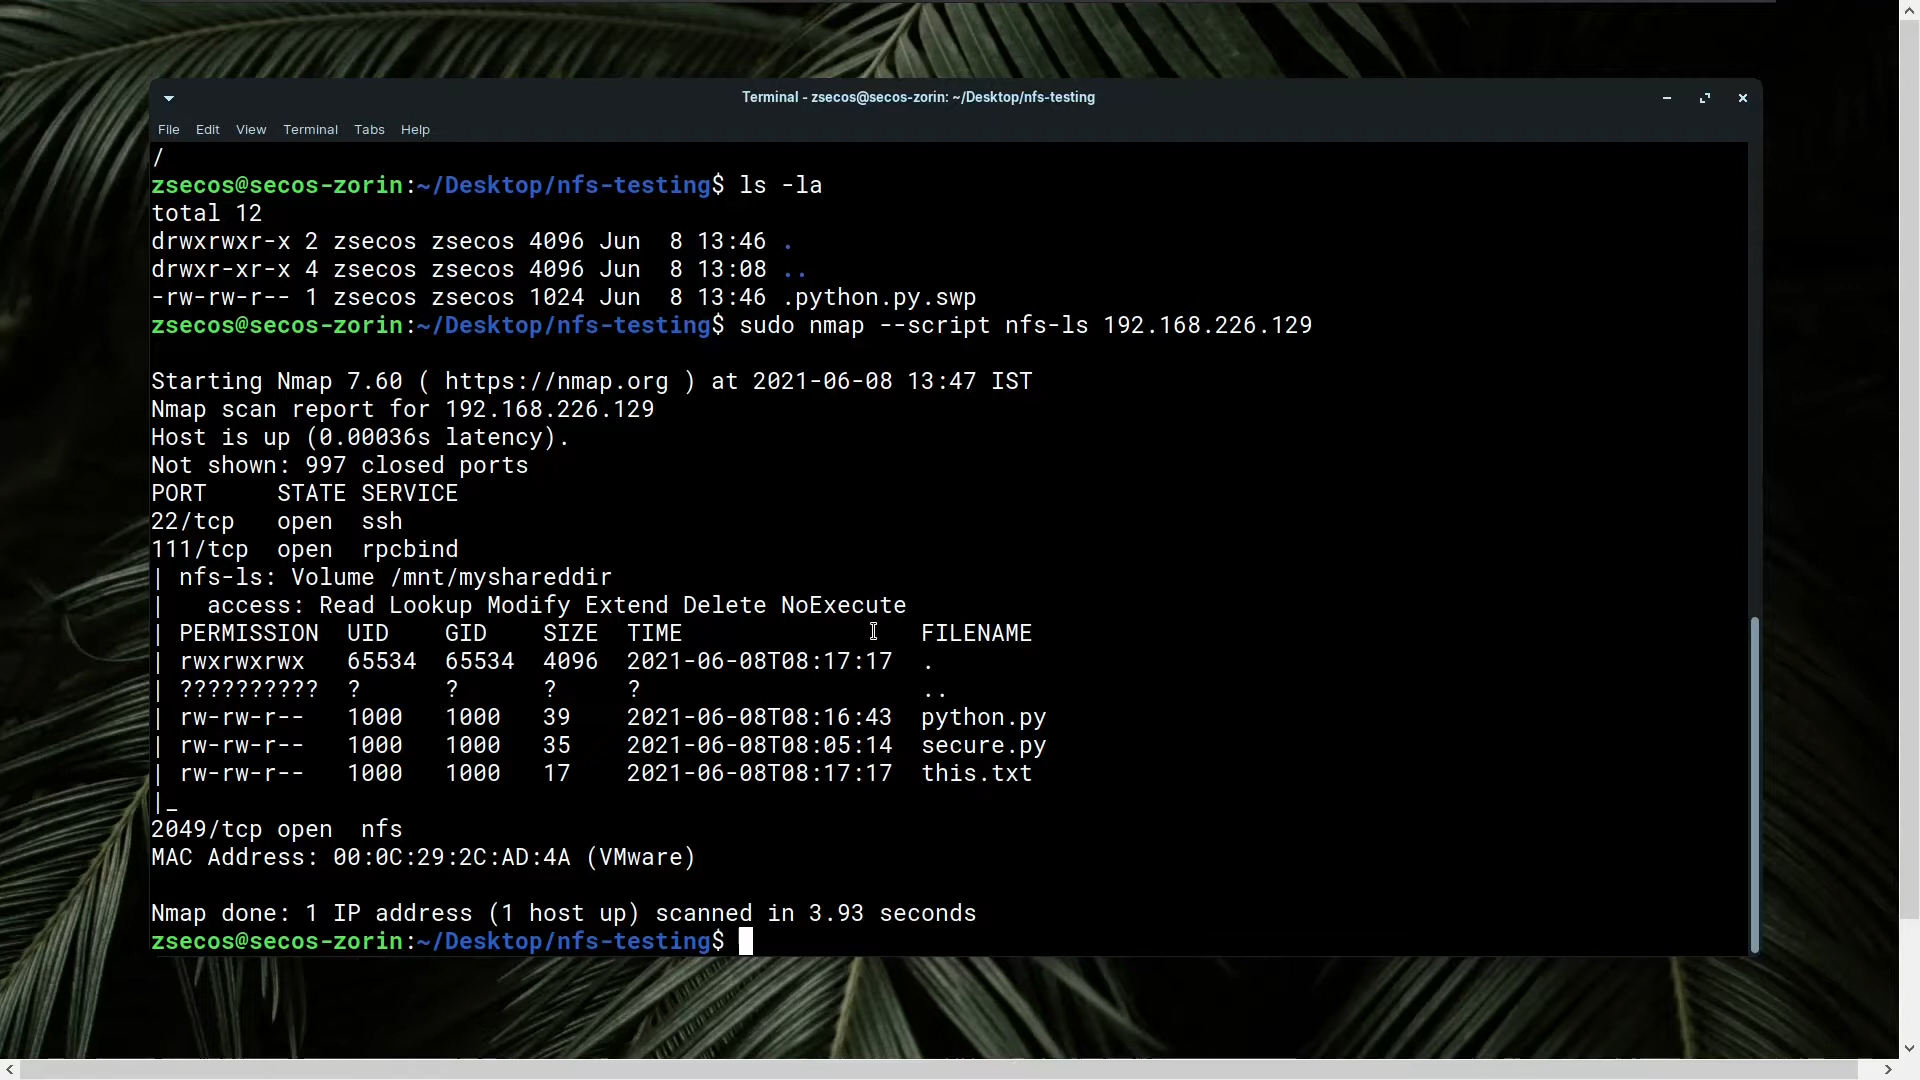 Terminal - zsecos@secos-zorin: ~/Desktop/nfs-testing
File Edit View Terminal Tabs Help
/
zsecos@secos-zorin:~/Desktop/nfs-testing$ ls -la
total 12
drwxrwxr-x 2 zsecos zsecos 4096 Jun  8 13:46 .
drwxr-xr-x 4 zsecos zsecos 4096 Jun  8 13:08 ..
-rw-rw-r-- 1 zsecos zsecos 1024 Jun  8 13:46 .python.py.swp
zsecos@secos-zorin:~/Desktop/nfs-testing$ sudo nmap --script nfs-ls 192.168.226.129
Starting Nmap 7.60 ( https://nmap.org ) at 2021-06-08 13:47 IST
Nmap scan report for 192.168.226.129
Host is up (0.00036s latency).
Not shown: 997 closed ports
PORT     STATE SERVICE
22/tcp   open  ssh
111/tcp  open  rpcbind
| nfs-ls: Volume /mnt/myshareddir
|   access: Read Lookup Modify Extend Delete NoExecute
| PERMISSION  UID    GID    SIZE  TIME                 FILENAME
| rwxrwxrwx   65534  65534  4096  2021-06-08T08:17:17  .
| ??????????  ?      ?      ?     ?                    ..
| rw-rw-r--   1000   1000   39    2021-06-08T08:16:43  python.py
| rw-rw-r--   1000   1000   35    2021-06-08T08:05:14  secure.py
| rw-rw-r--   1000   1000   17    2021-06-08T08:17:17  this.txt
|_
2049/tcp open  nfs
MAC Address: 00:0C:29:2C:AD:4A (VMware)
Nmap done: 1 IP address (1 host up) scanned in 3.93 seconds
zsecos@secos-zorin:~/Desktop/nfs-testing$